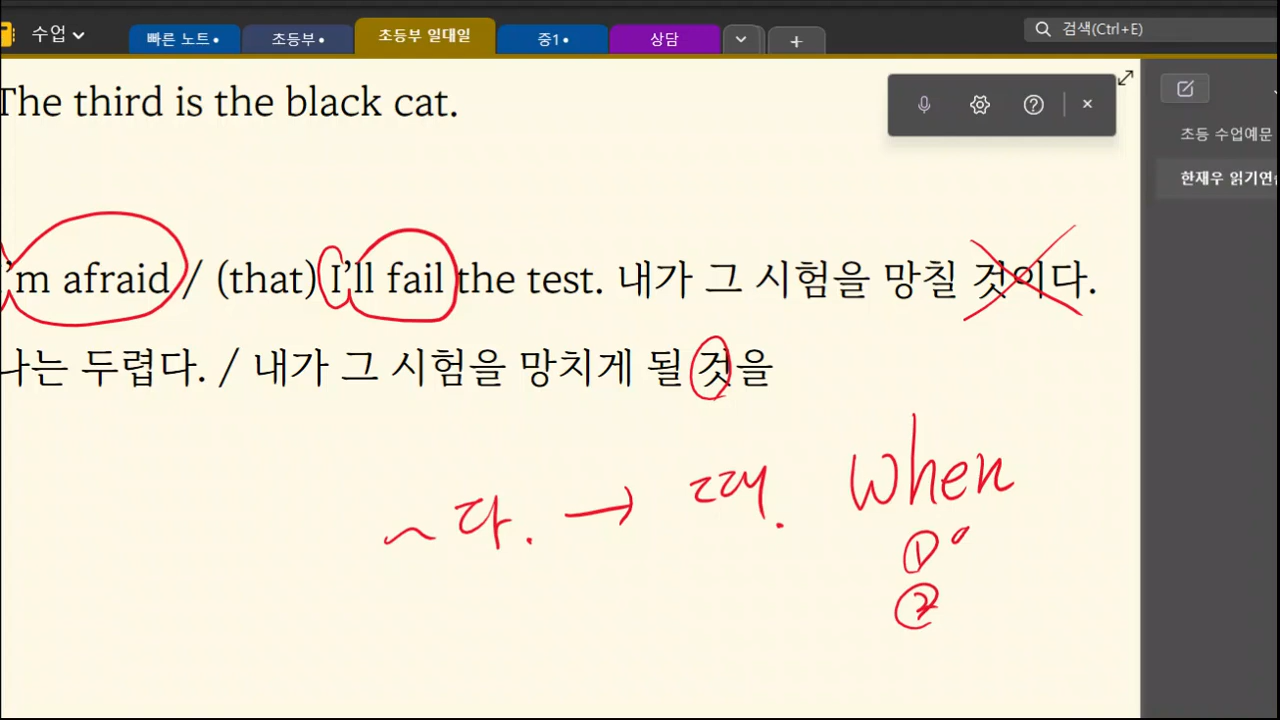 수업
빠른 노트•
초등부•
초등부 일대일
중1•
상담
검색(Ctrl+E)
The third is the black cat.
초등 수업예문
한재우
'm afraid / (that) I'll fail the test. 내가 그 시험을 망칠 것이다.
나는 두렵다. / 내가 그 시험을 망치게 될 것을
~ 다. → 때. When
①
②